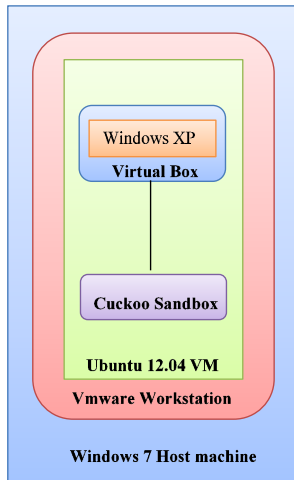 Windows XP
Virtual Box
Cuckoo Sandbox
Ubuntu 12.04 VM
Vmware Workstation
Windows 7 Host machine